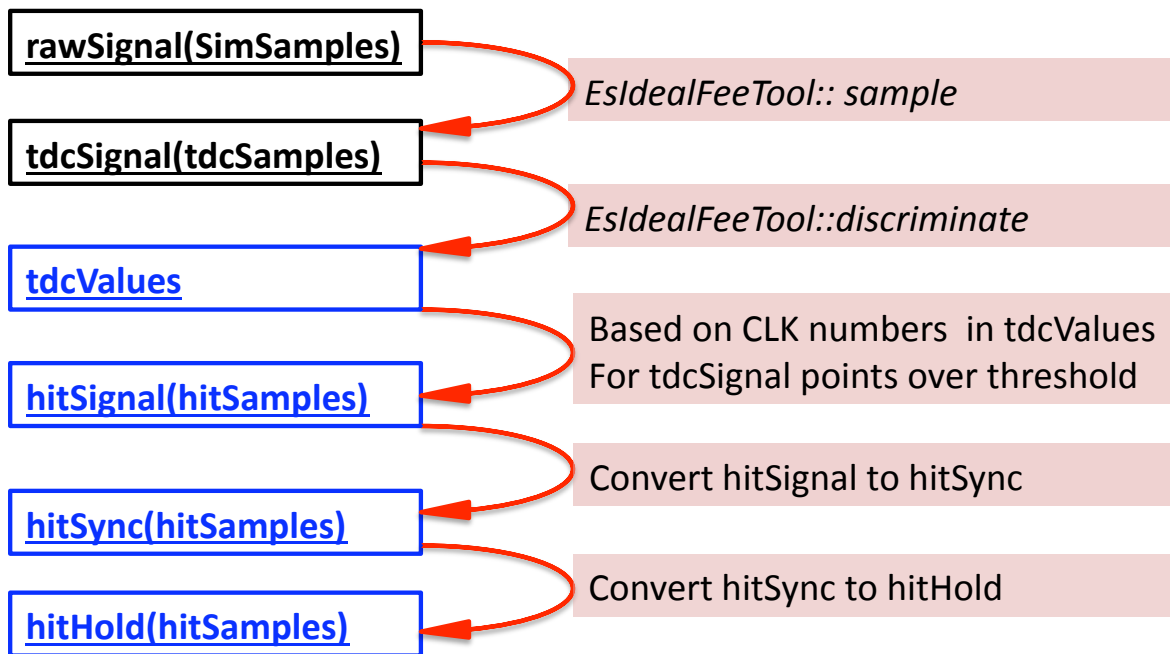 rawSignal(SimSamples)
EsIdealFeeTool:: sample
tdcSignal(tdcSamples)
EsIdealFeeTool::discriminate
tdcValues
Based on CLK numbers in tdcValues
For tdcSignal points over threshold
hitSignal(hitSamples)
Convert hitSignal to hitSync
hitSync(hitSamples)
Convert hitSync to hitHold
hitHold(hitSamples)